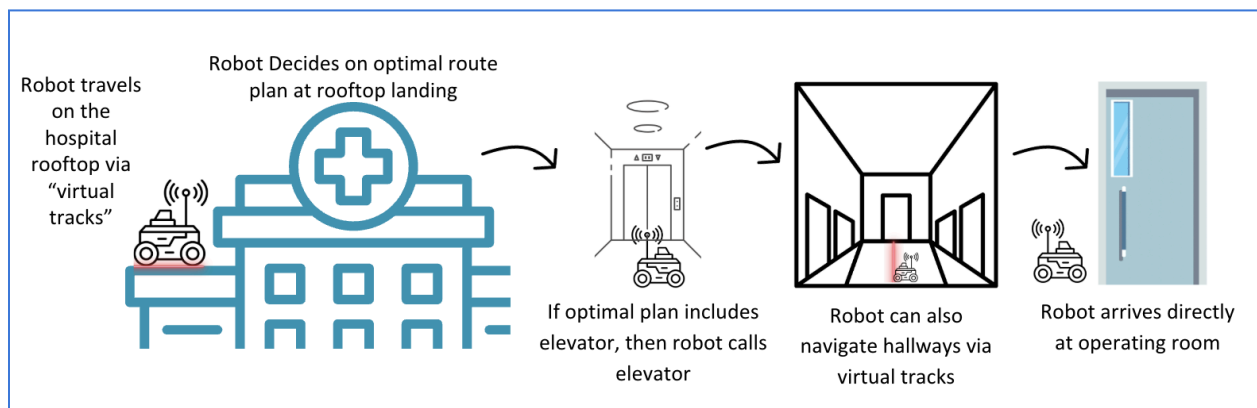 Robot travels
on the
hospital
rooftop via
“virtual
tracks”
Robot Decides on optimal route
plan at rooftop landing
If optimal plan includes
elevator, then robot calls
elevator
Robot can also
navigate hallways via
virtual tracks
Robot arrives directly
at operating room